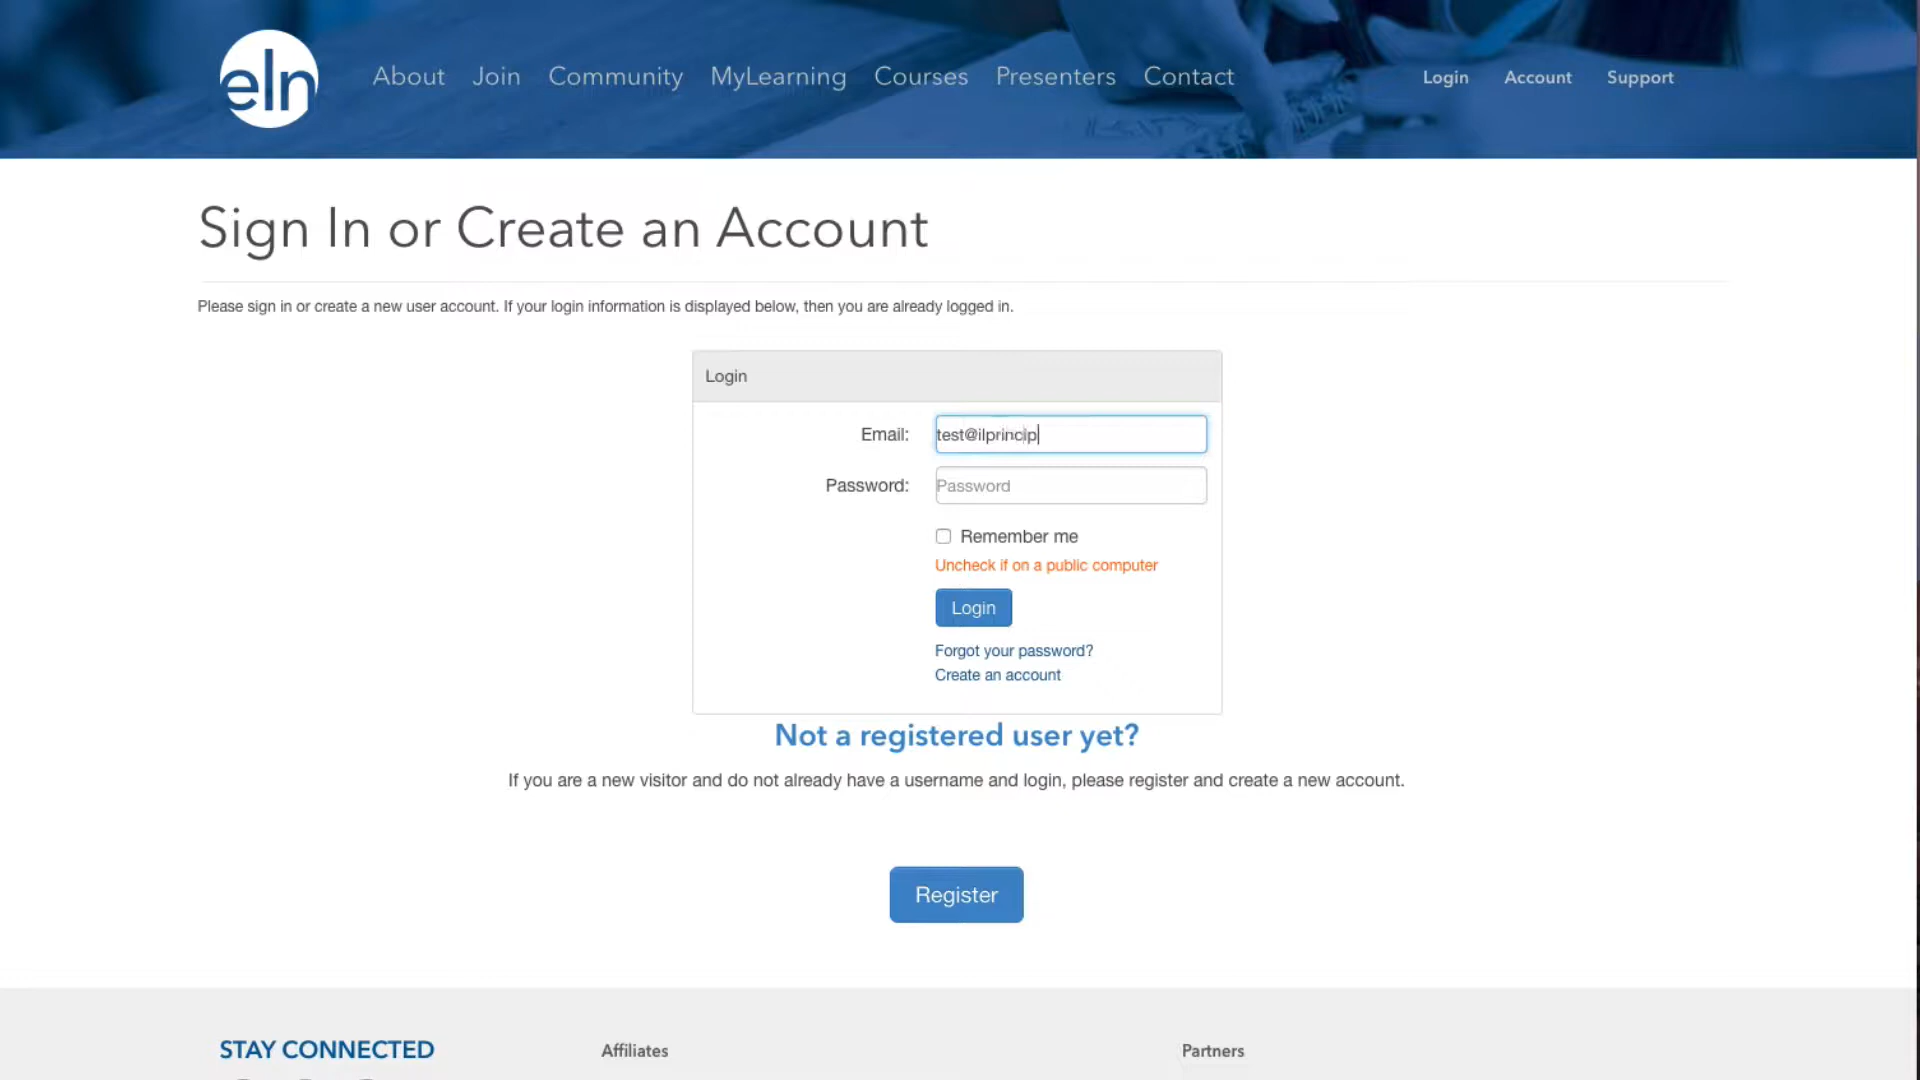 eln
About Join Community MyLearning Courses Presenters Contact
Login Account Support
Sign In or Create an Account
Please sign in or create a new user account. If your login information is displayed below, then you are already logged in.
Login
Email: test@ilprincip
Password: Password
Remember me
Uncheck if on a public computer
Login
Forgot your password?
Create an account
Not a registered user yet?
If you are a new visitor and do not already have a username and login, please register and create a new account.
Register
STAY CONNECTED
Affiliates
Partners